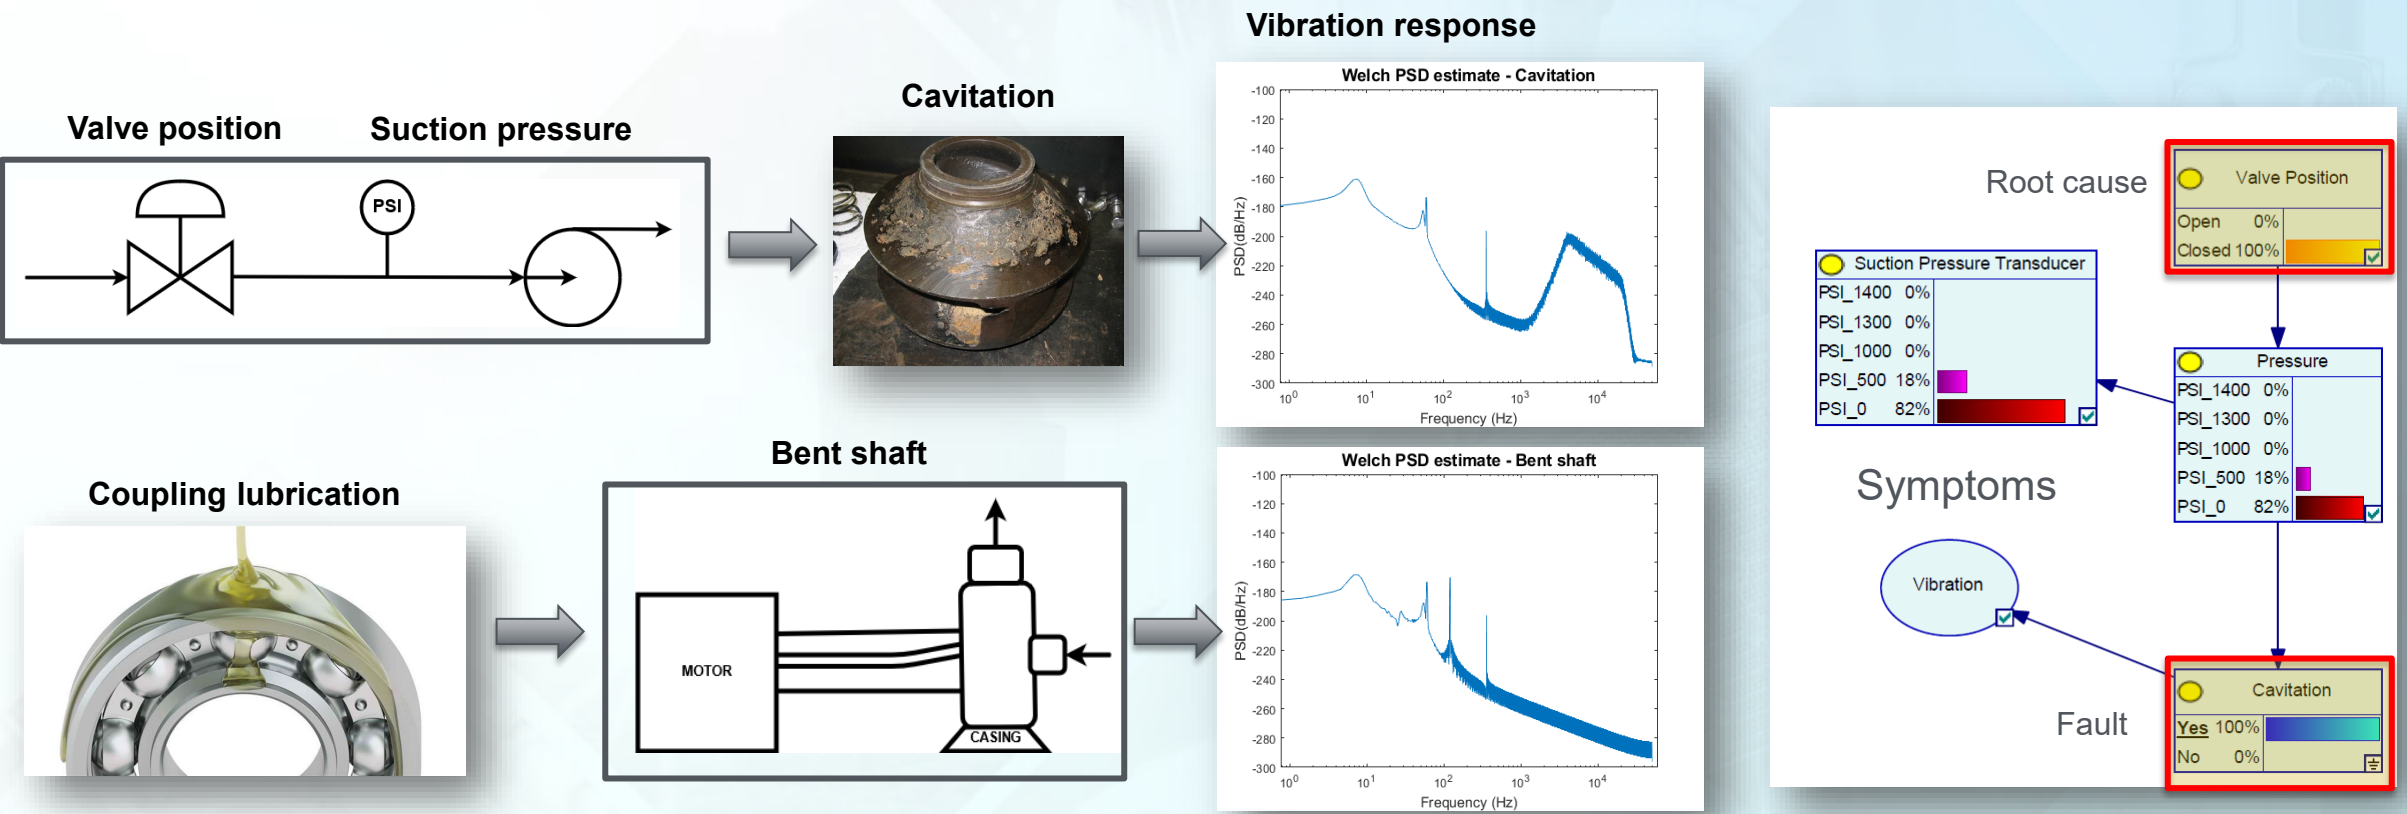 Valve position
Suction pressure
PSI
Cavitation
Vibration response
Welch PSD estimate - Cavitation
PSD(dB/Hz)
-100
-120
-140
-160
-180
-200
-220
-240
-260
-280
-300
10^0
10^1
10^2
10^3
10^4
Frequency (Hz)
Coupling lubrication
Bent shaft
MOTOR
CASING
Welch PSD estimate - Bent shaft
PSD(dB/Hz)
-100
-120
-140
-160
-180
-200
-220
-240
-260
-280
-300
10^0
10^1
10^2
10^3
10^4
Frequency (Hz)
Root cause
Valve Position
Open 0%
Closed 100%
Suction Pressure Transducer
PSI_1400 0%
PSI_1300 0%
PSI_1000 0%
PSI_500 18%
PSI_0 82%
Pressure
PSI_1400 0%
PSI_1300 0%
PSI_1000 0%
PSI_500 18%
PSI_0 82%
Symptoms
Vibration
Fault
Cavitation
Yes 100%
No 0%